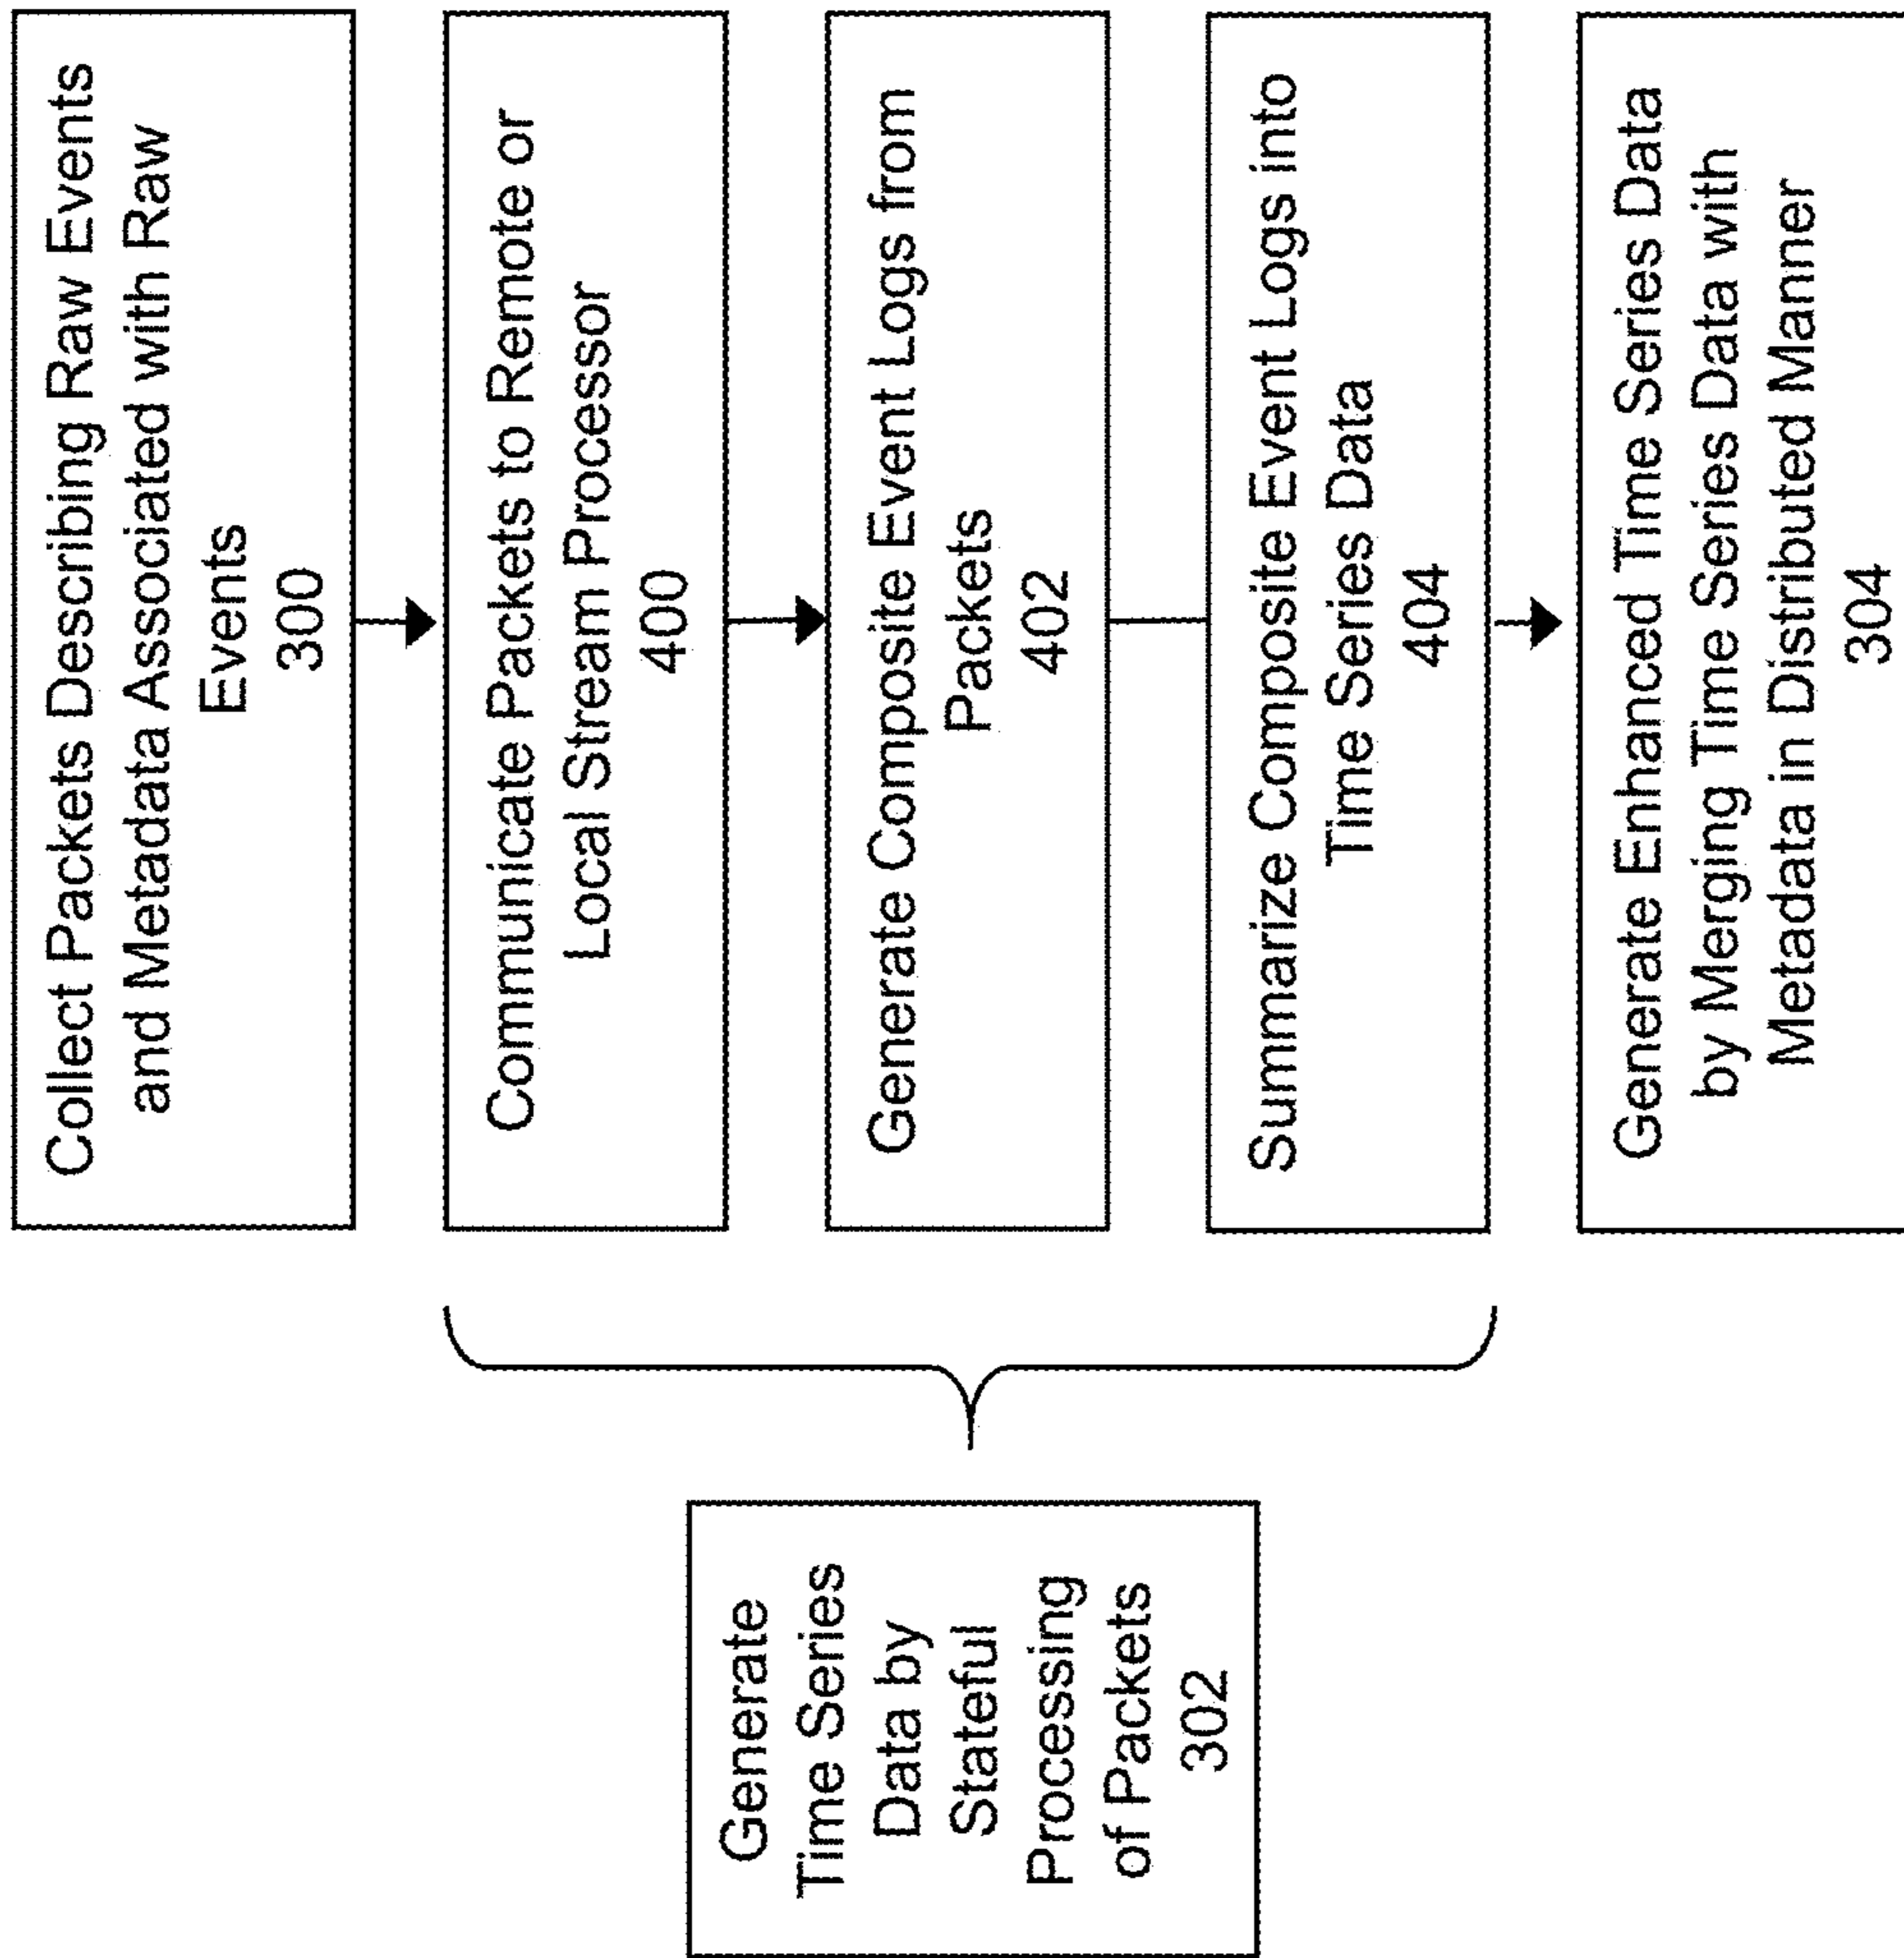 Collect Packets Describing Raw Events
and Metadata Associated with Raw
Events
300
Communicate Packets to Remote or
Local Stream Processor
400
Generate Composite Event Logs from
Packets
402
Summarize Composite Event Logs into
Time Series Data
404
Generate Enhanced Time Series Data
by Merging Time Series Data with
Metadata in Distributed Manner
304
Generate
Time Series
Data by
Stateful
Processing
of Packets
302